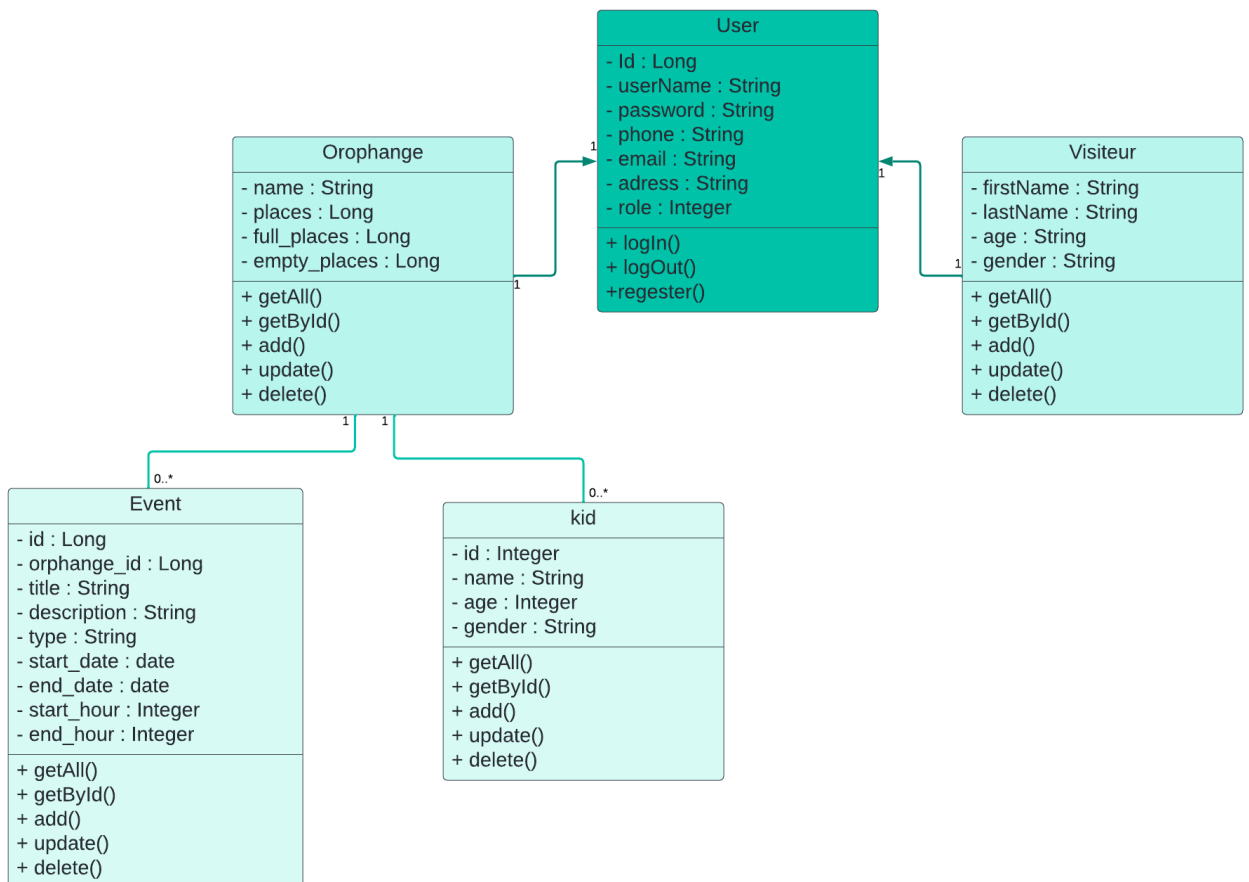 User
- Id : Long
- userName : String
- password : String
- phone : String
- email : String
- adress : String
- role : Integer
+ logIn()
+ logOut()
+regester()
1
1
Orophange
- name : String
- places : Long
- full_places : Long
- empty_places : Long
+ getAll()
+ getById()
+ add()
+ update()
+ delete()
1
1
1
Visiteur
- firstName : String
- lastName : String
- age : String
- gender : String
+ getAll()
+ getById()
+ add()
+ update()
+ delete()
1
0..*
Event
- id : Long
- orphange_id : Long
- title : String
- description : String
- type : String
- start_date : date
- end_date : date
- start_hour : Integer
- end_hour : Integer
+ getAll()
+ getById()
+ add()
+ update()
+ delete()
0..*
kid
- id : Integer
- name : String
- age : Integer
- gender : String
+ getAll()
+ getById()
+ add()
+ update()
+ delete()